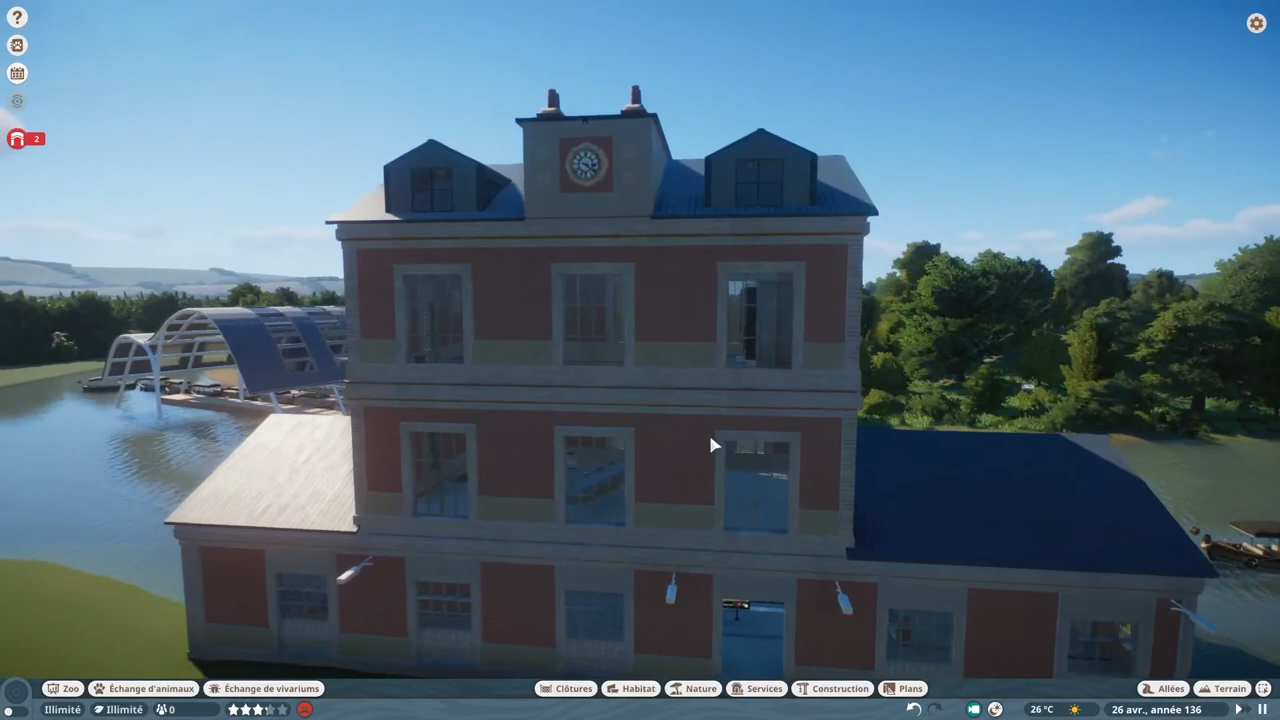 ?
2
Zoo
Échange d'animaux
Échange de vivariums
Clôtures
Habitat
Nature
Services
Construction
Plans
Allées
Terrain
Illimité
Illimité
0
26 °C
26 avr., année 136